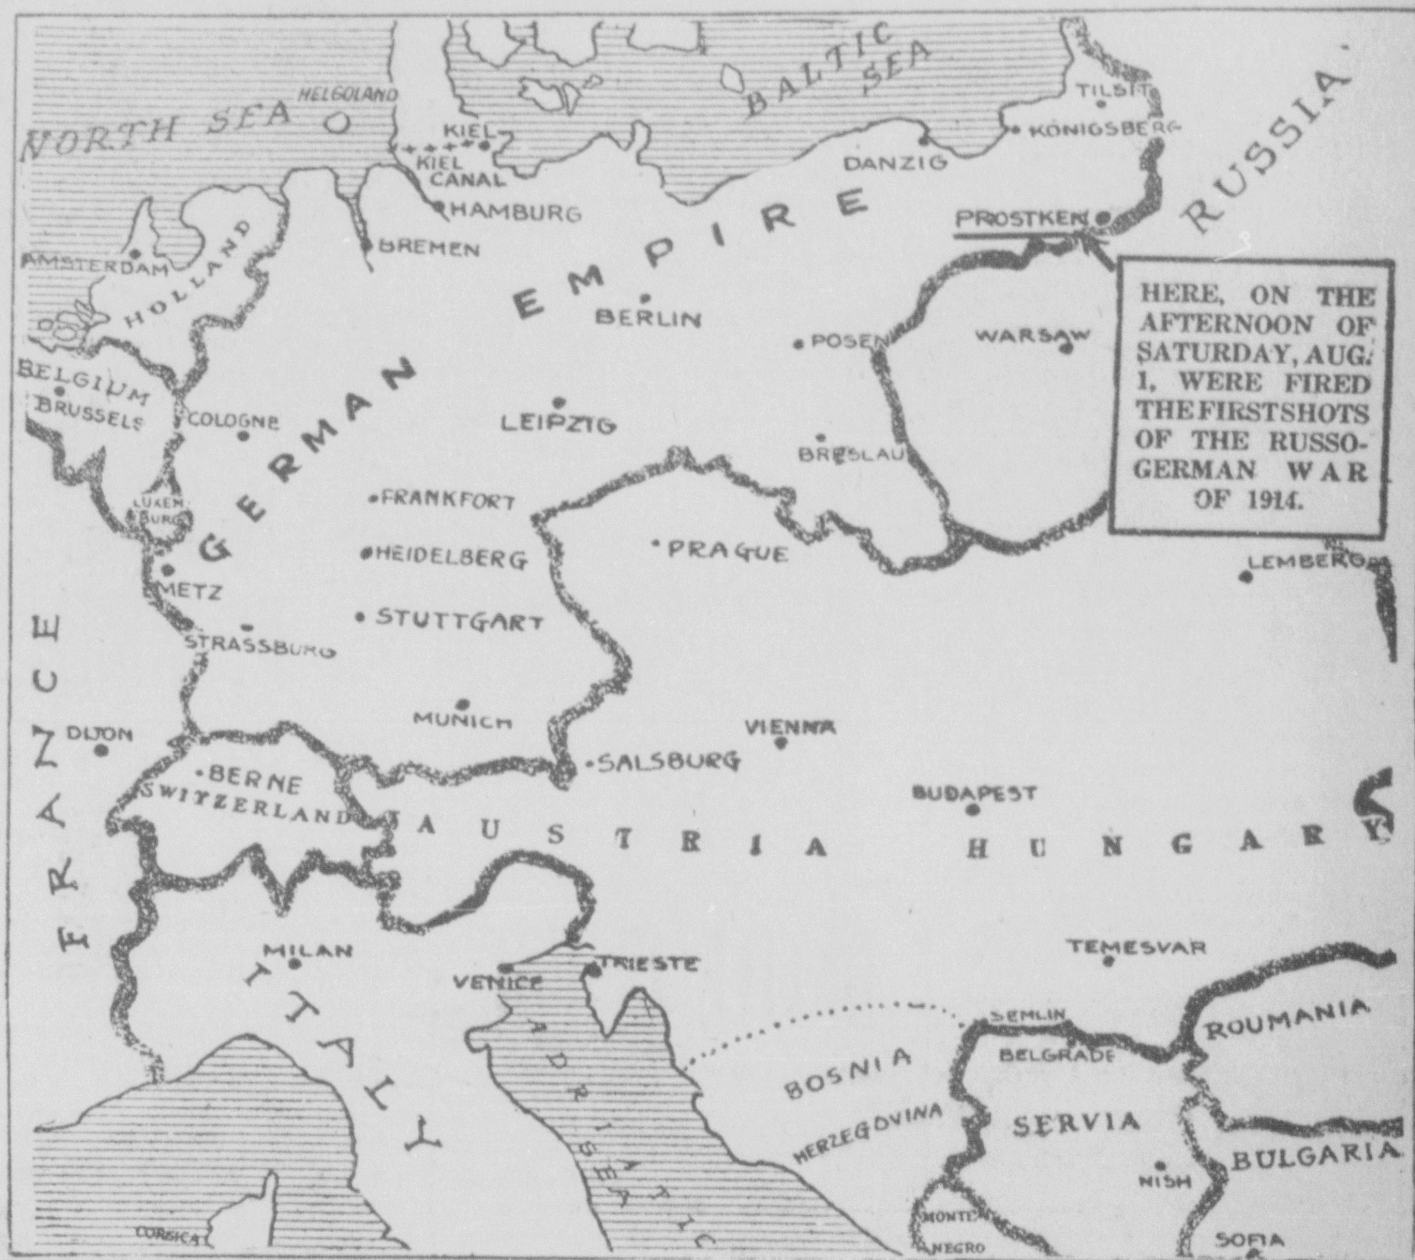 BALTIC
SEA
NORTH SEA
HELGOLAND
KIEL
KIEL
CANAL
HAMBURG
BREMEN
TILSIT
KÖNIGSBERG
DANZIG
RUSSIA
PROSTKEN
AMSTERDAM
HOLLAND
GERMAN EMPIRE
BERLIN
POSEN
WARSAW
HERE, ON THE
AFTERNOON OF
SATURDAY, AUG.
1, WERE FIRED
THE FIRST SHOTS
OF THE RUSSO-
GERMAN WAR
OF 1914.
BELGIUM
BRUSSELS
COLOGNE
LEIPZIG
BRESLAU
LUXEM
BURG
FRANKFORT
HEIDELBERG
PRAGUE
LEMBERG
METZ
STUTTGART
STRASSBURG
FRANCE
MUNICH
DIJON
VIENNA
SALSBURG
BERNE
SWITZERLAND
BUDAPEST
AUSTRIA HUNGARY
MILAN
ITALY
VENICE
TRIESTE
TEMESVAR
ADRIATIC
SEA
SEMLIN
BELGRADE
ROUMANIA
BOSNIA
HERZEGOVINA
SERVIA
BULGARIA
NISH
MONTE
NEGRO
SOFIA
CORSICA